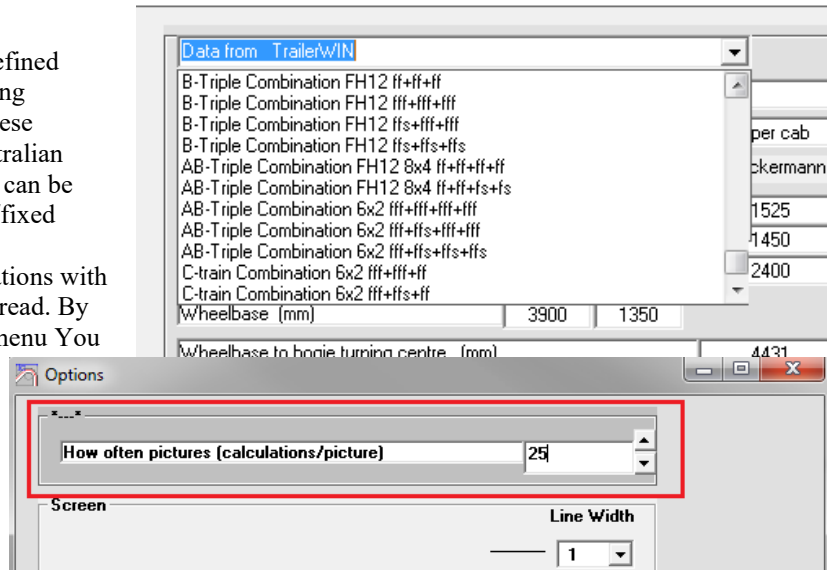 Data from TrailerWIN
B-Triple Combination FH12 ff+ff+ff
B-Triple Combination FH12 fff+fff+fff
B-Triple Combination FH12 ffs+fff+fff
B-Triple Combination FH12 ffs+ffs+ffs
AB-Triple Combination FH12 8x4 ff+ff+ff+ff
AB-Triple Combination FH12 8x4 ff+ff+fs+fs
AB-Triple Combination 6x2 fff+fff+fff+fff
AB-Triple Combination 6x2 fff+ffs+fff+fff
AB-Triple Combination 6x2 fff+ffs+ffs+ffs
C-train Combination 6x2 fff+fff+ff
C-train Combination 6x2 fff+ffs+ff
efined
ng
ese
tralian
can be
fixed
tions with
read. By
menu You
per cab
ckermann
1525
1450
2400
Wheelbase (mm) 3900 1350
Wheelbase to bogie turning centre (mm) 4431
Options
*---*
How often pictures (calculations/picture) 25
Screen
Line Width
1